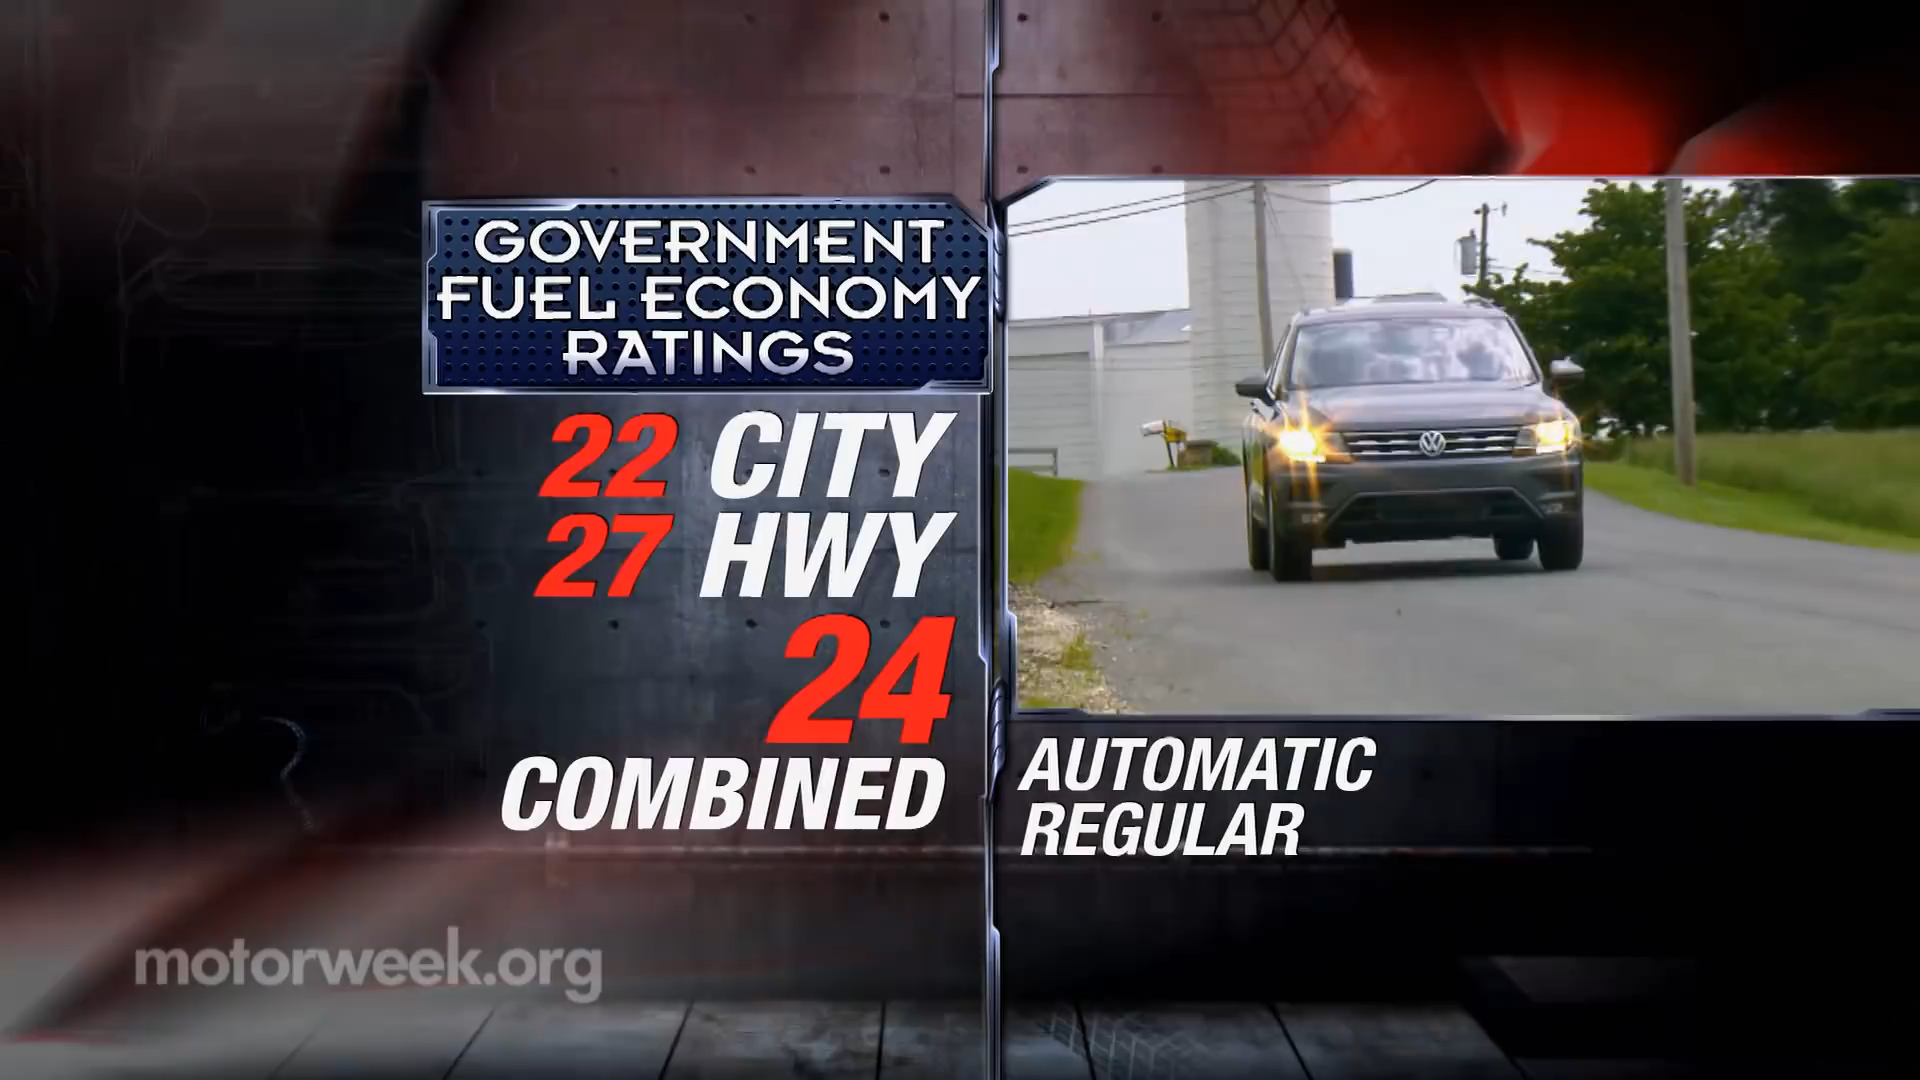 GOVERNMENT
FUEL ECONOMY
RATINGS
22 CITY
27 HWY
24
COMBINED
AUTOMATIC
REGULAR
motorweek.org